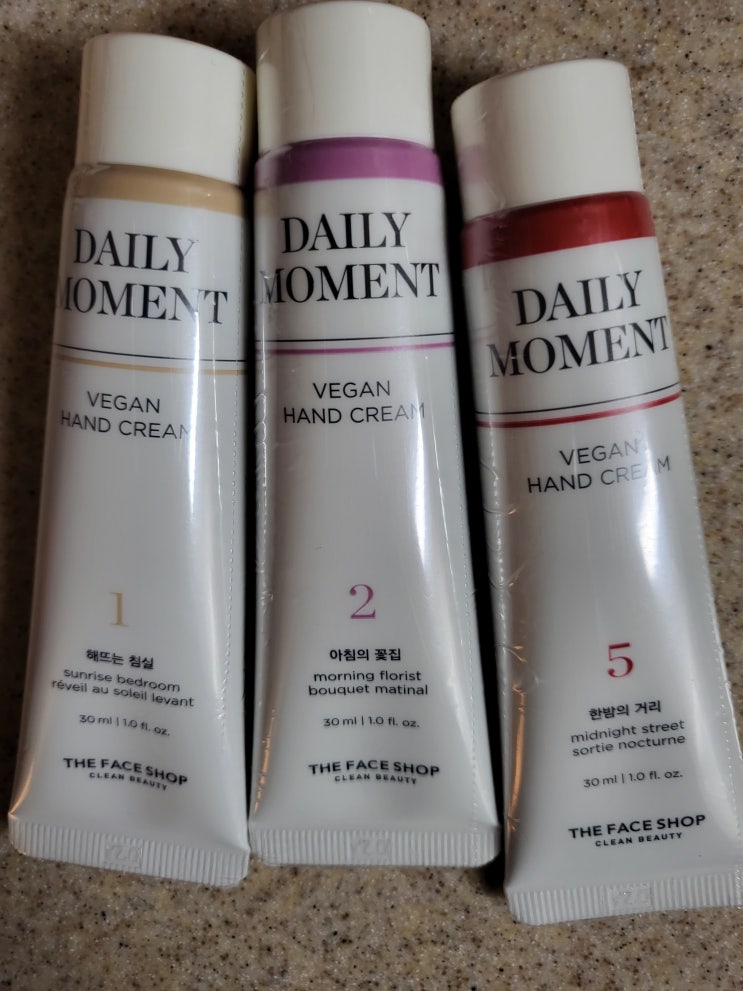 DAILY
MOMENT
VEGAN
HAND CREAM
1
해뜨는 침실
sunrise bedroom
réveil au soleil levant
30 ml | 1.0 fl. oz.
THE FACE SHOP
CLEAN BEAUTY
DAILY
MOMENT
VEGAN
HAND CREAM
2
아침의 꽃집
morning florist
bouquet matinal
30 ml | 1.0 fl. oz.
THE FACE SHOP
CLEAN BEAUTY
DAILY
MOMENT
VEGAN
HAND CREAM
5
한밤의 거리
midnight street
sortie nocturne
30 ml | 1.0 fl. oz.
THE FACE SHOP
CLEAN BEAUTY